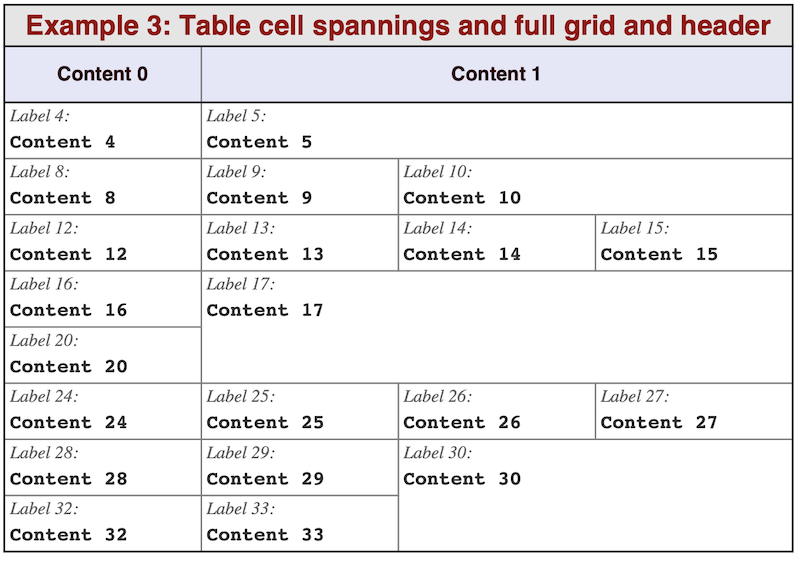 Example 3: Table cell spannings and full grid and header
Content 0 Content 1
Label 4: Label 5:
Content 4 Content 5
Label 8: Label 9: Label 10:
Content 8 Content 9 Content 10
Label 12: Label 13: Label 14: Label 15:
Content 12 Content 13 Content 14 Content 15
Label 16: Label 17:
Content 16 Content 17
Label 20:
Content 20
Label 24: Label 25: Label 26: Label 27:
Content 24 Content 25 Content 26 Content 27
Label 28: Label 29: Label 30:
Content 28 Content 29 Content 30
Label 32: Label 33:
Content 32 Content 33